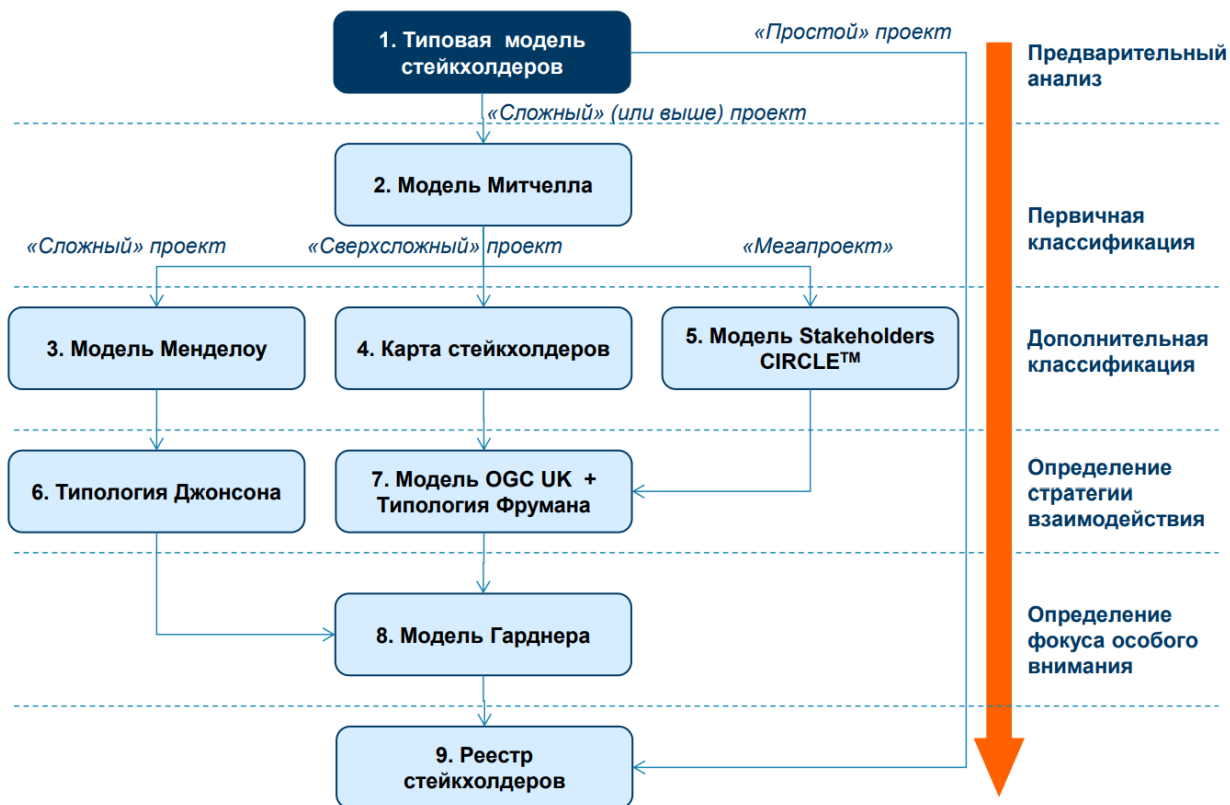 1. Типовая модель
стейкхолдеров
«Простой» проект
Предварительный
анализ
«Сложный» (или выше) проект
2. Модель Митчелла
Первичная
классификация
«Сложный» проект
«Сверхсложный» проект
«Мегапроект»
3. Модель Менделоу
4. Карта стейкхолдеров
5. Модель Stakeholders
CIRCLE™
Дополнительная
классификация
6. Типология Джонсона
7. Модель OGC UK +
Типология Фрумана
Определение
стратегии
взаимодействия
8. Модель Гарднера
Определение
фокуса особого
внимания
9. Реестр
стейкхолдеров